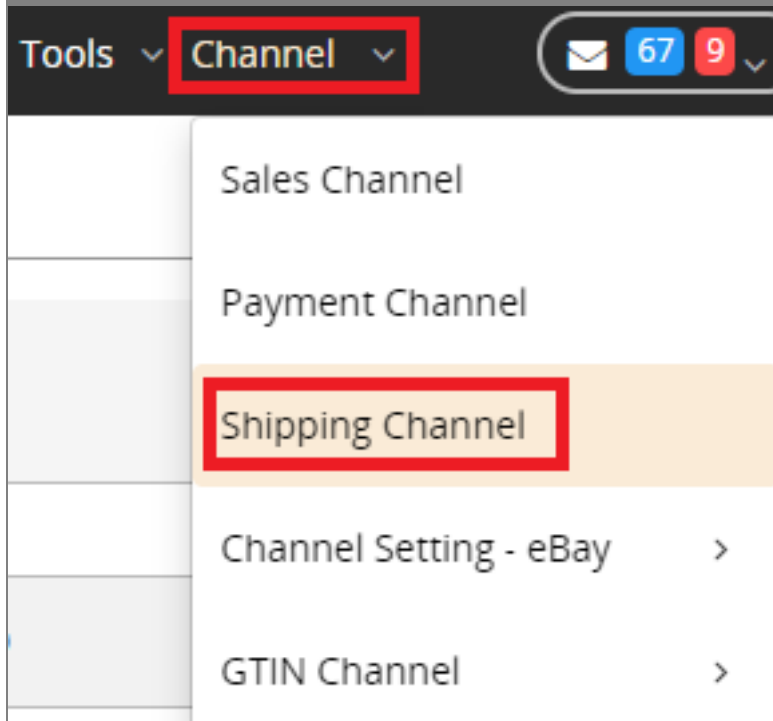 Tools Channel 67 9
Sales Channel
Payment Channel
Shipping Channel
Channel Setting - eBay
GTIN Channel